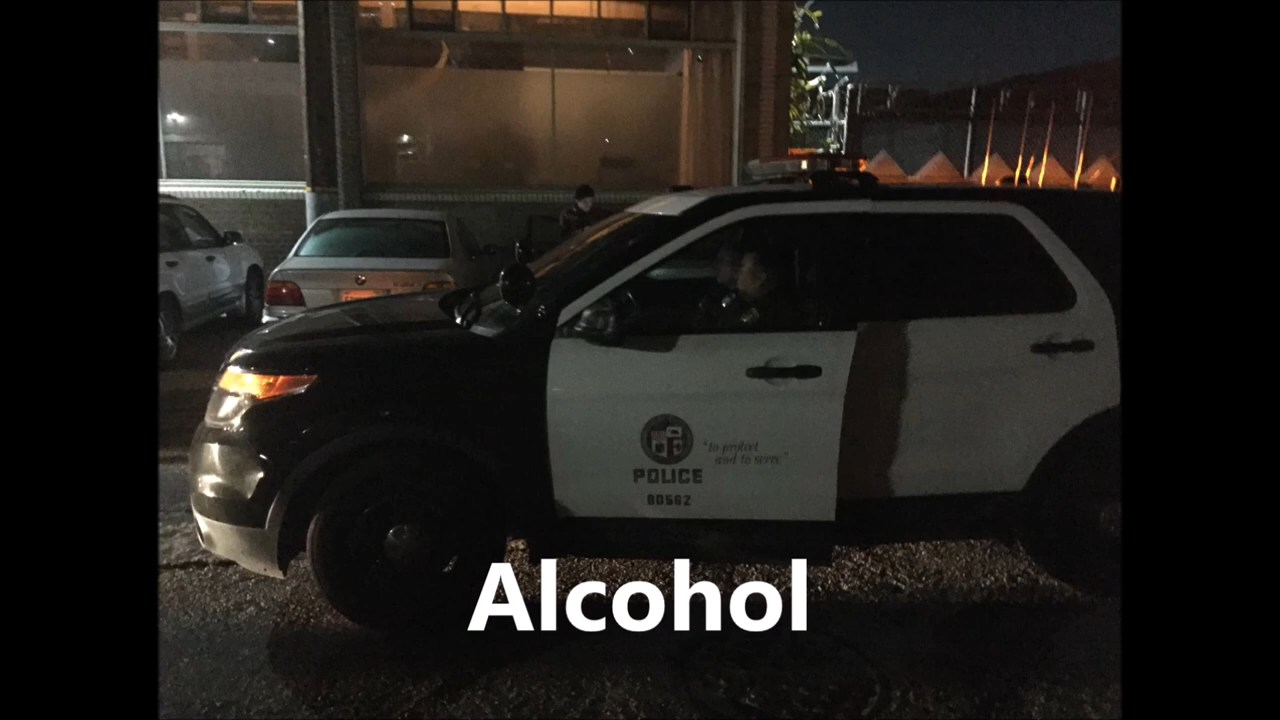 "to protect
and to serve."
POLICE
80562
Alcohol